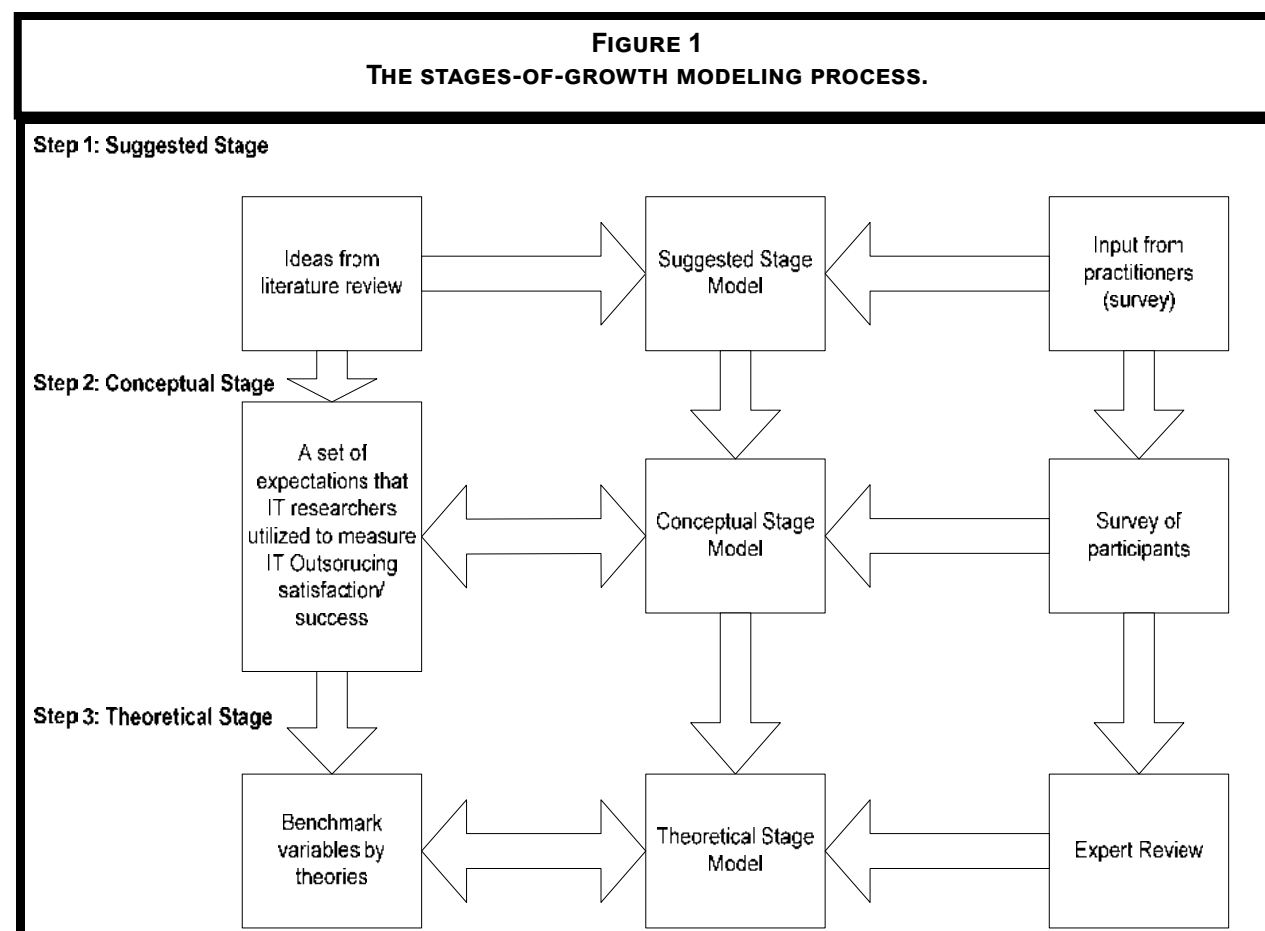 FIGURE 1
THE STAGES-OF-GROWTH MODELING PROCESS.
Step 1: Suggested Stage
Ideas from
literature review
Suggested Stage
Model
Input from
practitioners
(survey)
Step 2: Conceptual Stage
A set of
expectations that
IT researchers
utilized to measure
IT Outsorucing
satisfaction/
success
Conceptual Stage
Model
Survey of
participants
Step 3: Theoretical Stage
Benchmark
variables by
theories
Theoretical Stage
Model
Expert Review